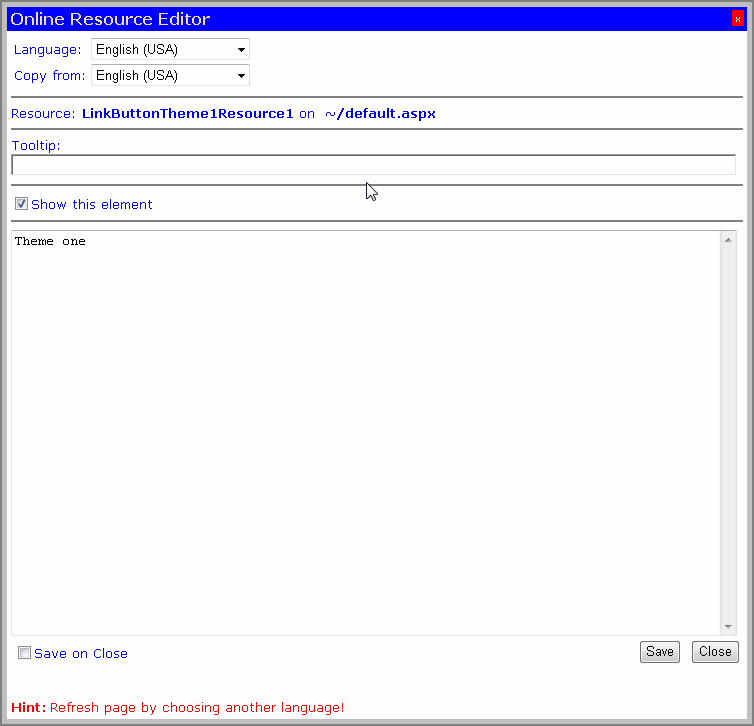 Online Resource Editor x
Language: English (USA)
Copy from: English (USA)
Resource: LinkButtonTheme1Resource1 on ~/default.aspx
Tooltip:
Show this element
Theme one
Save on Close Save Close
Hint: Refresh page by choosing another language!